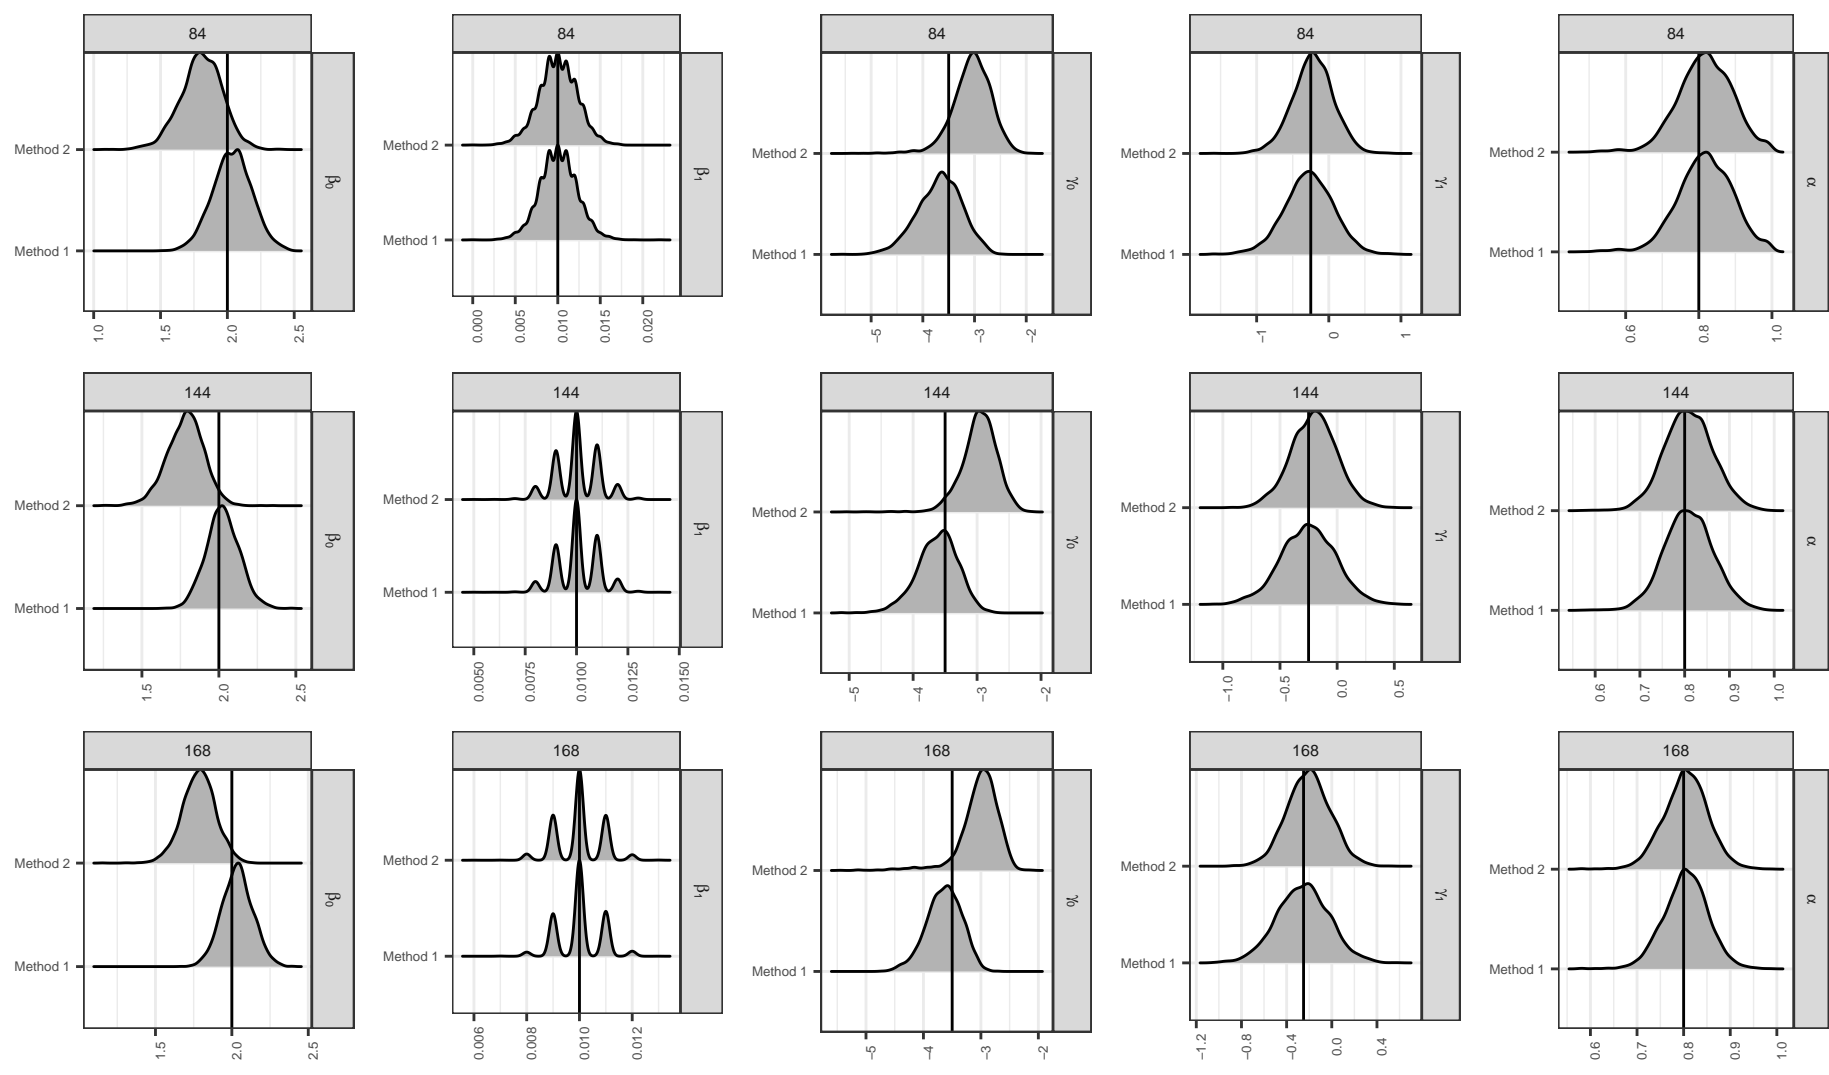 84
84
84
84
84
Method 2
Method 1
β0
1.0 1.5 2.0 2.5
Method 2
Method 1
β1
0.000 0.005 0.010 0.015 0.020
Method 2
Method 1
γ0
−5 −4 −3 −2
Method 2
Method 1
γ1
−1 0 1
Method 2
Method 1
α
0.6 0.8 1.0
144
144
144
144
144
Method 2
Method 1
β0
1.5 2.0 2.5
Method 2
Method 1
β1
0.0050 0.0075 0.0100 0.0125 0.0150
Method 2
Method 1
γ0
−5 −4 −3 −2
Method 2
Method 1
γ1
−1.0 −0.5 0.0 0.5
Method 2
Method 1
α
0.6 0.7 0.8 0.9 1.0
168
168
168
168
168
Method 2
Method 1
β0
1.5 2.0 2.5
Method 2
Method 1
β1
0.006 0.008 0.010 0.012
Method 2
Method 1
γ0
−5 −4 −3 −2
Method 2
Method 1
γ1
−1.2 −0.8 −0.4 0.0 0.4
Method 2
Method 1
α
0.6 0.7 0.8 0.9 1.0